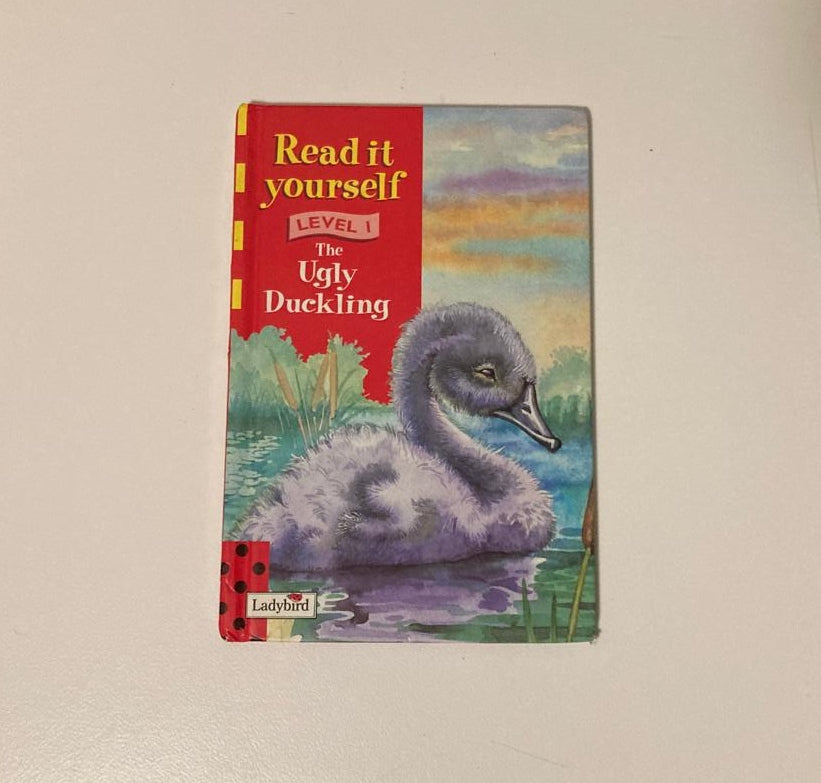 Read it
yourself
LEVEL 1
The
Ugly
Duckling
Ladybird